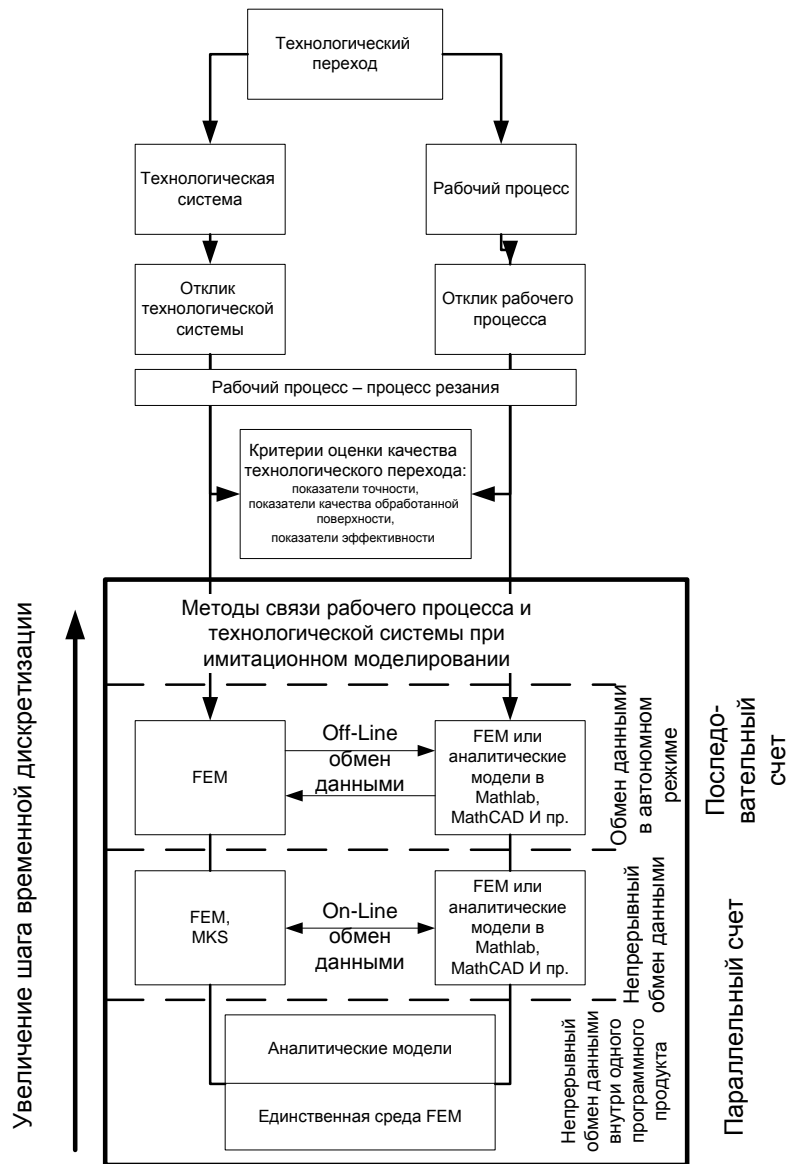 Технологический
переход
Технологическая
система
Рабочий процесс
Отклик
технологической
системы
Отклик рабочего
процесса
Рабочий процесс – процесс резания
Критерии оценки качества
технологического перехода:
показатели точности,
показатели качества обработанной
поверхности,
показатели эффективности
Увеличение шага временной дискретизации
Методы связи рабочего процесса и
технологической системы при
имитационном моделировании
FEM
Off-Line
обмен
данными
FEM или
аналитические
модели в
Mathlab,
MathCAD И пр.
Обмен данными
в автономном
режиме
Последо-
вательный
счет
FEM,
MKS
On-Line
обмен
данными
FEM или
аналитические
модели в
Mathlab,
MathCAD И пр.
Непрерывный
обмен данными
Параллельный счет
Аналитические модели
Единственная среда FEM
Непрерывный
обмен данными
внутри одного
программного
продукта